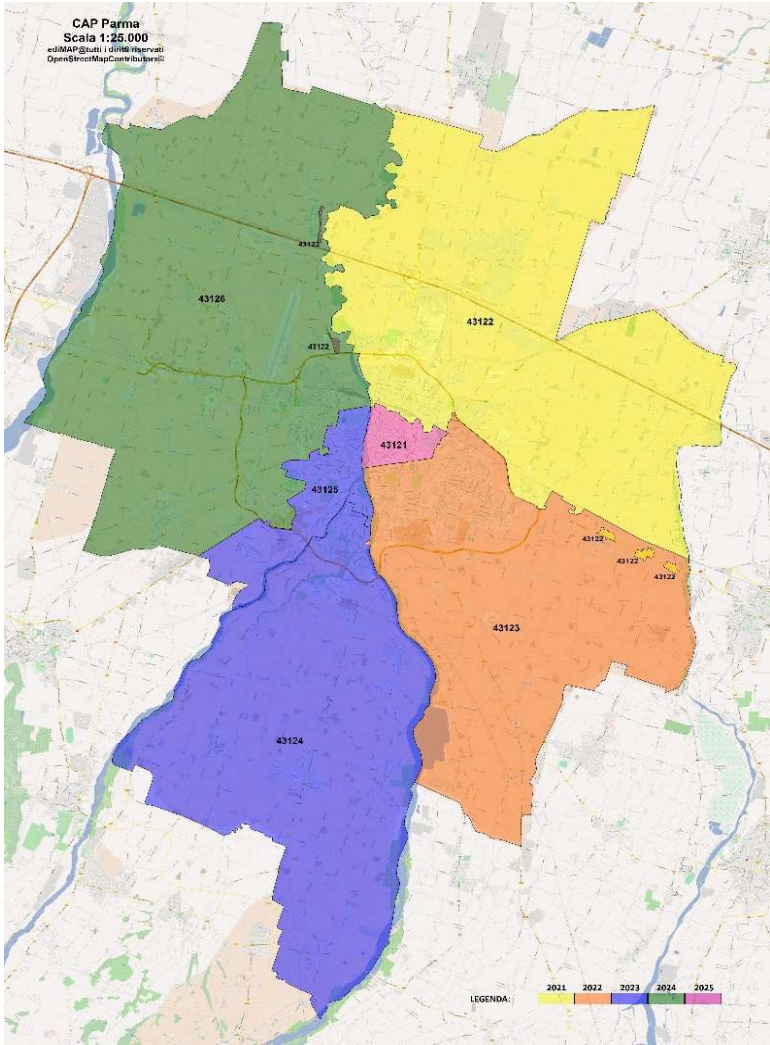 CAP Parma
Scala 1:25.000
ediMAP@tutti i diritti riservati
OpenStreetMapContributors©
43122
43126
43122
43122
43121
43125
43122
43122
43122
43123
43124
LEGENDA: 2021 2022 2023 2024 2025